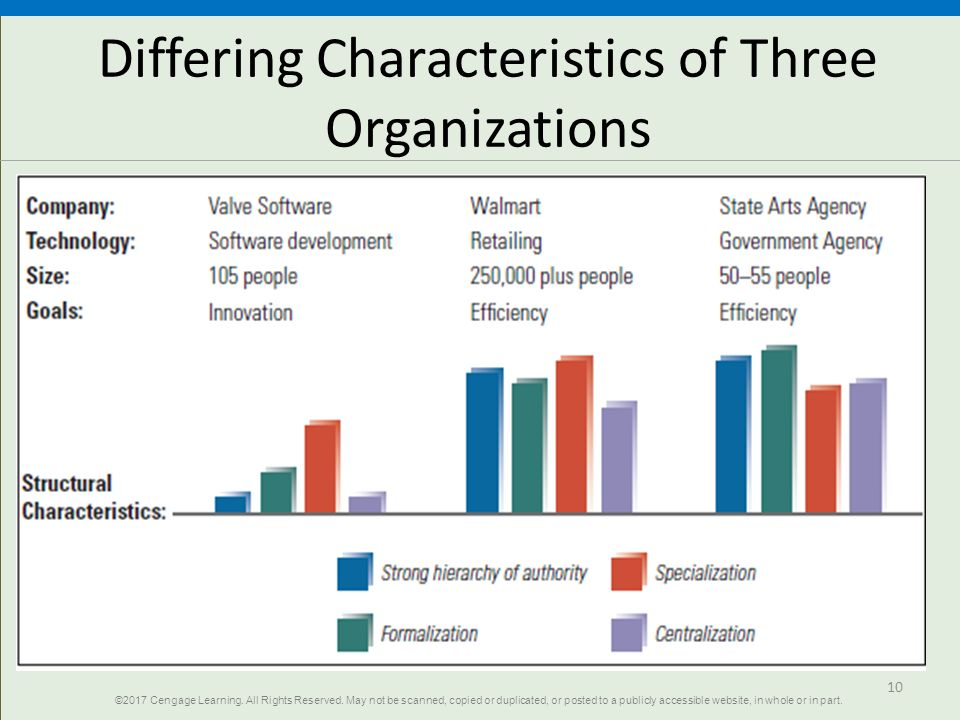 Differing Characteristics of Three
Organizations
Company: Valve Software Walmart State Arts Agency
Technology: Software development Retailing Government Agency
Size: 105 people 250,000 plus people 50–55 people
Goals: Innovation Efficiency Efficiency
Structural
Characteristics:
Strong hierarchy of authority Specialization
Formalization Centralization
10
©2017 Cengage Learning. All Rights Reserved. May not be scanned, copied or duplicated, or posted to a publicly accessible website, in whole or in part.